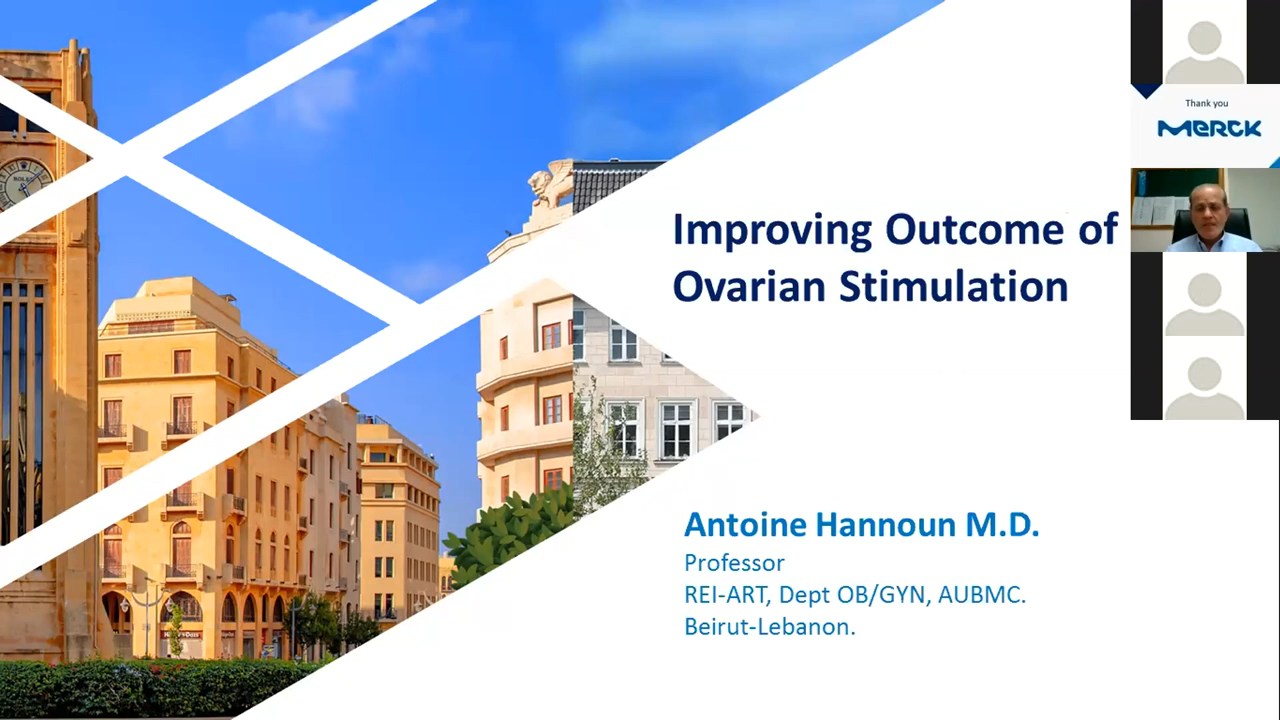 Improving Outcome of
Ovarian Stimulation
Antoine Hannoun M.D.
Professor
REI-ART, Dept OB/GYN, AUBMC.
Beirut-Lebanon.
Thank you
MERCK
ROLEX